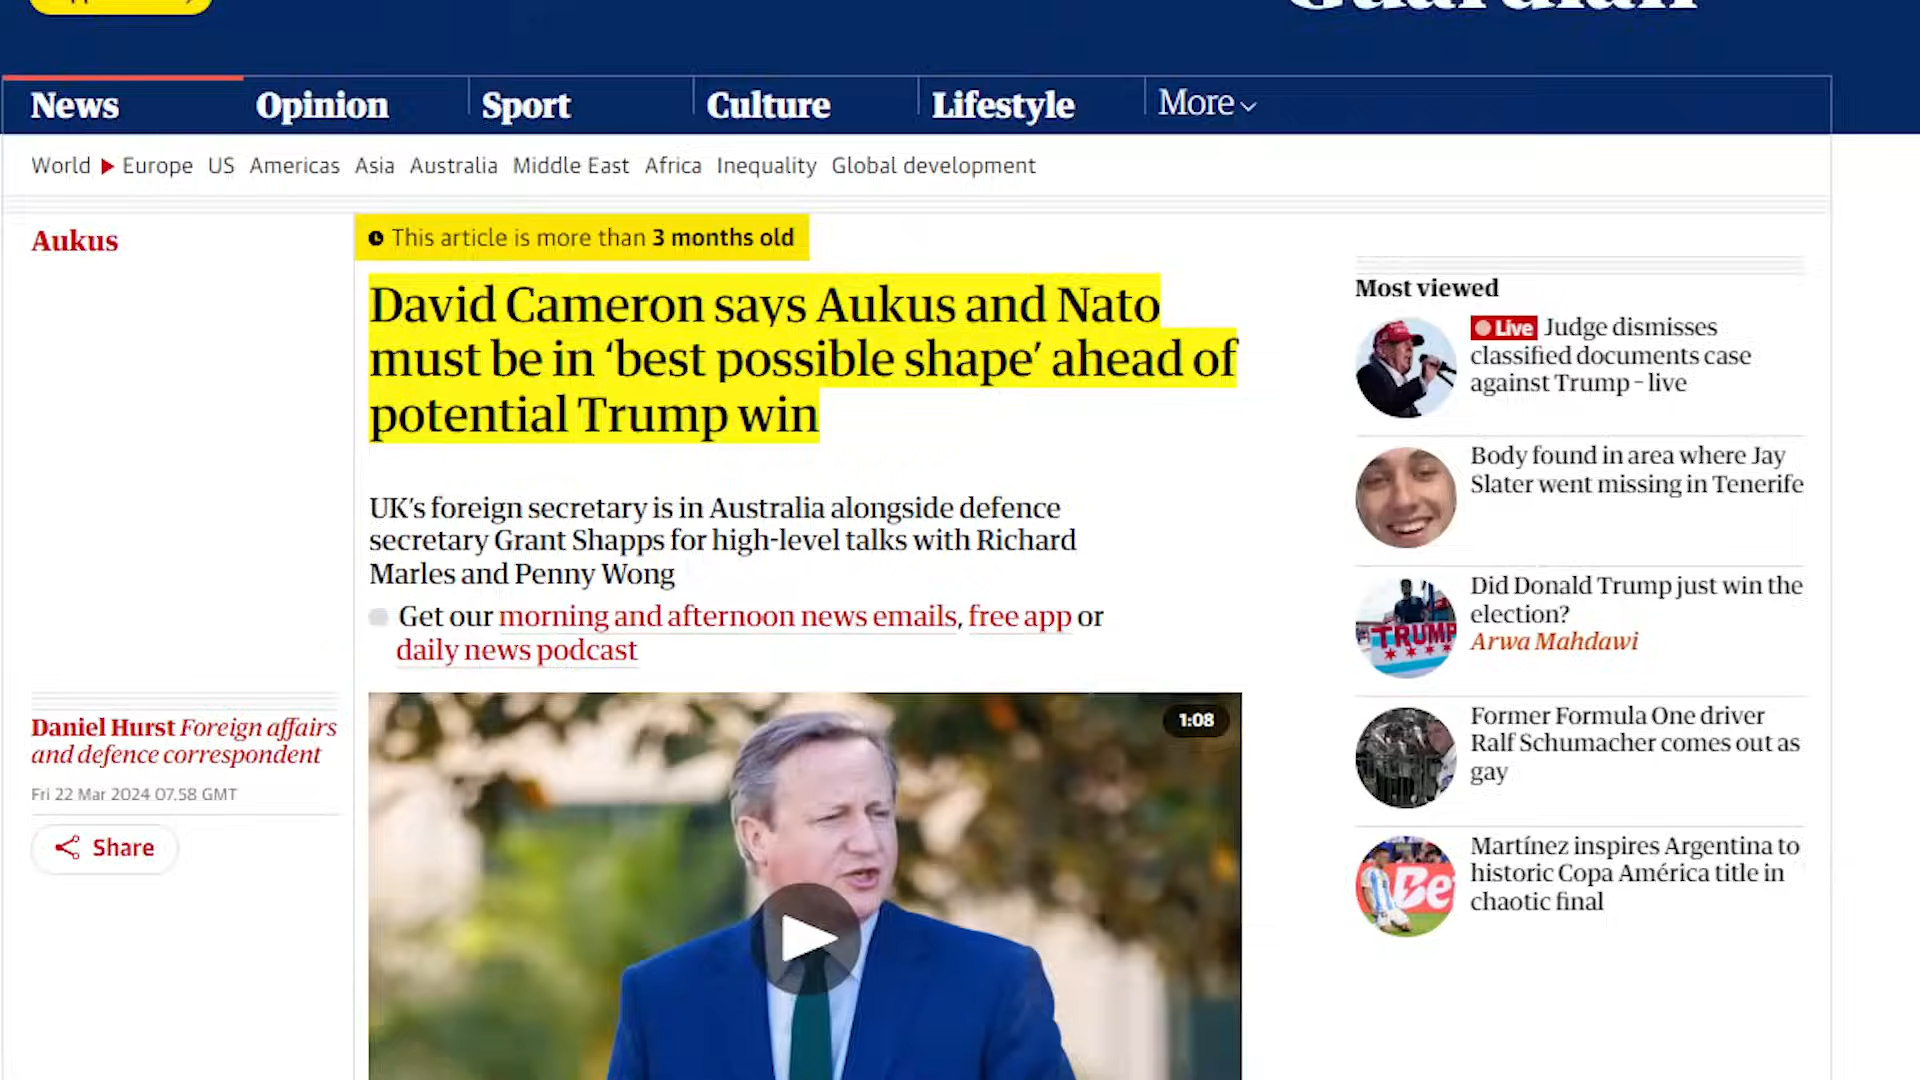 Guardian
News
Opinion
Sport
Culture
Lifestyle
More
World
Europe
US
Americas
Asia
Australia
Middle East
Africa
Inequality
Global development
Aukus
This article is more than 3 months old
David Cameron says Aukus and Nato
must be in ‘best possible shape’ ahead of
potential Trump win
UK’s foreign secretary is in Australia alongside defence
secretary Grant Shapps for high-level talks with Richard
Marles and Penny Wong
Get our morning and afternoon news emails, free app or
daily news podcast
Daniel Hurst Foreign affairs
and defence correspondent
Fri 22 Mar 2024 07.58 GMT
Share
1:08
Most viewed
Live Judge dismisses
classified documents case
against Trump – live
Body found in area where Jay
Slater went missing in Tenerife
TRUMP
Did Donald Trump just win the
election?
Arwa Mahdawi
Former Formula One driver
Ralf Schumacher comes out as
gay
Be
Martínez inspires Argentina to
historic Copa América title in
chaotic final